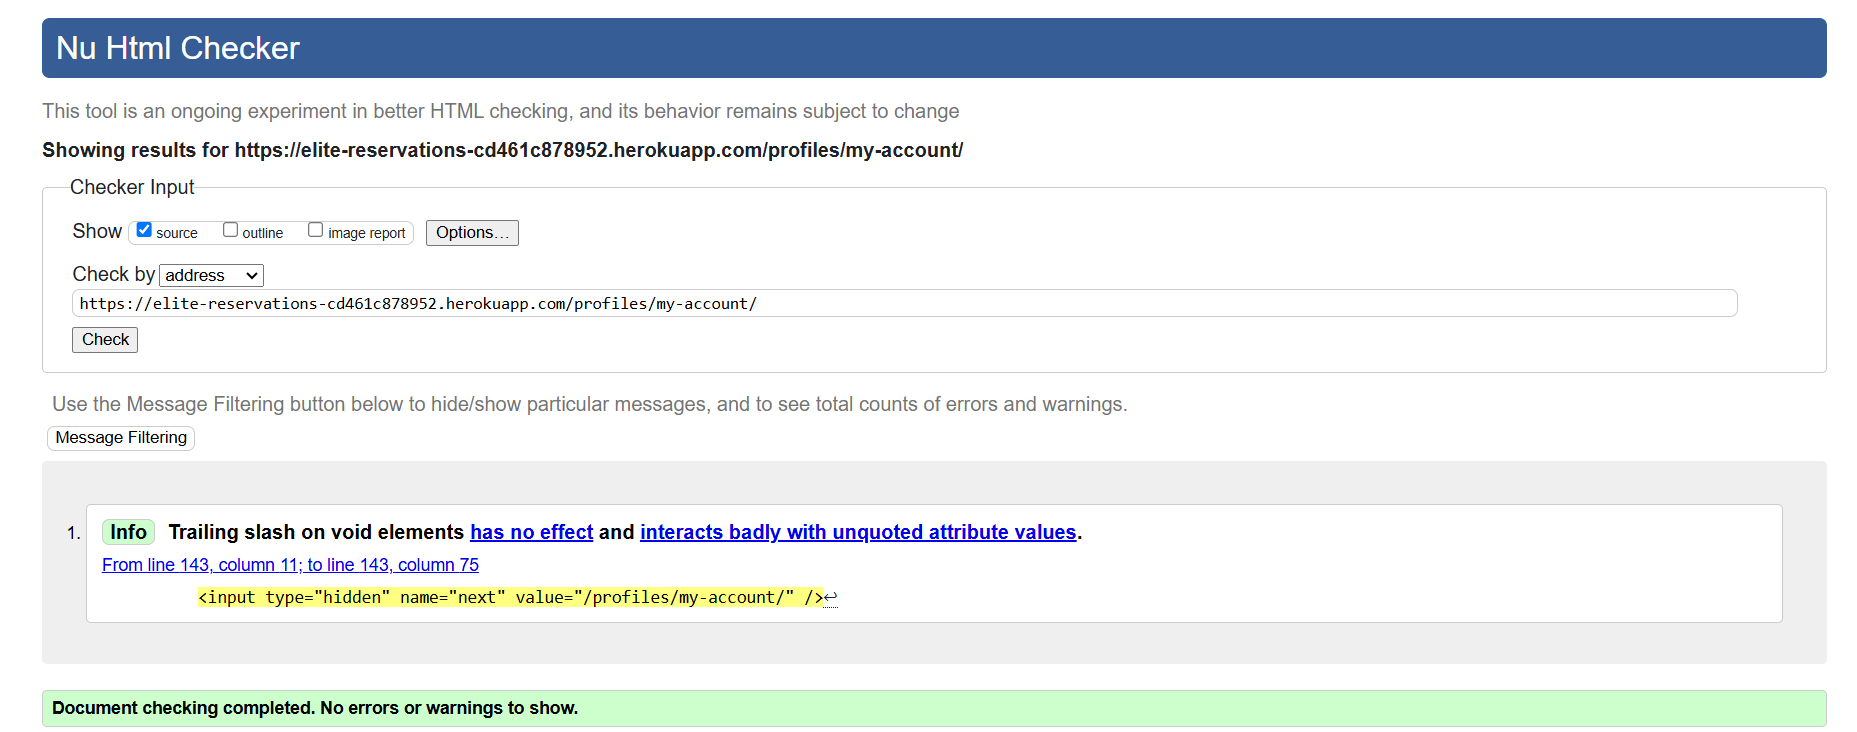 Nu Html Checker
This tool is an ongoing experiment in better HTML checking, and its behavior remains subject to change
Showing results for https://elite-reservations-cd461c878952.herokuapp.com/profiles/my-account/
Checker Input
Show source outline image report Options...
Check by address
https://elite-reservations-cd461c878952.herokuapp.com/profiles/my-account/
Check
Use the Message Filtering button below to hide/show particular messages, and to see total counts of errors and warnings.
Message Filtering
1. Info Trailing slash on void elements has no effect and interacts badly with unquoted attribute values.
From line 143, column 11; to line 143, column 75
<input type="hidden" name="next" value="/profiles/my-account/" />↩
Document checking completed. No errors or warnings to show.